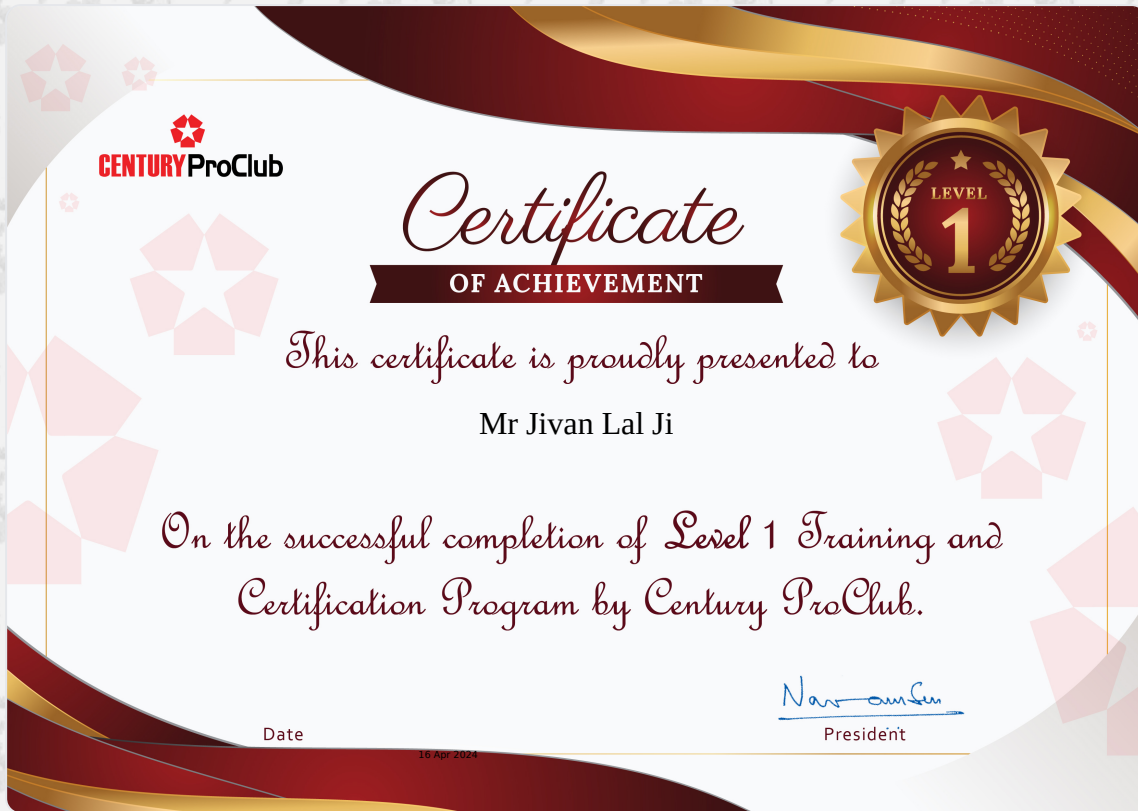 CENTURY ProClub
LEVEL
1
Certificate
OF ACHIEVEMENT
This certificate is proudly presented to
Mr Jivan Lal Ji
On the successful completion of Level 1 Training and
Certification Program by Century ProClub.
Date
President
16 Apr 2024